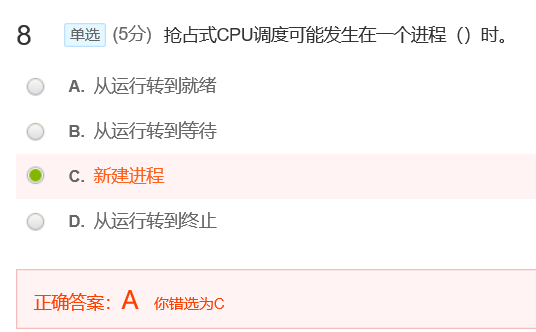 8 单选 (5分) 抢占式CPU调度可能发生在一个进程（）时。
A. 从运行转到就绪
B. 从运行转到等待
C. 新建进程
D. 从运行转到终止
正确答案：A 你错选为C